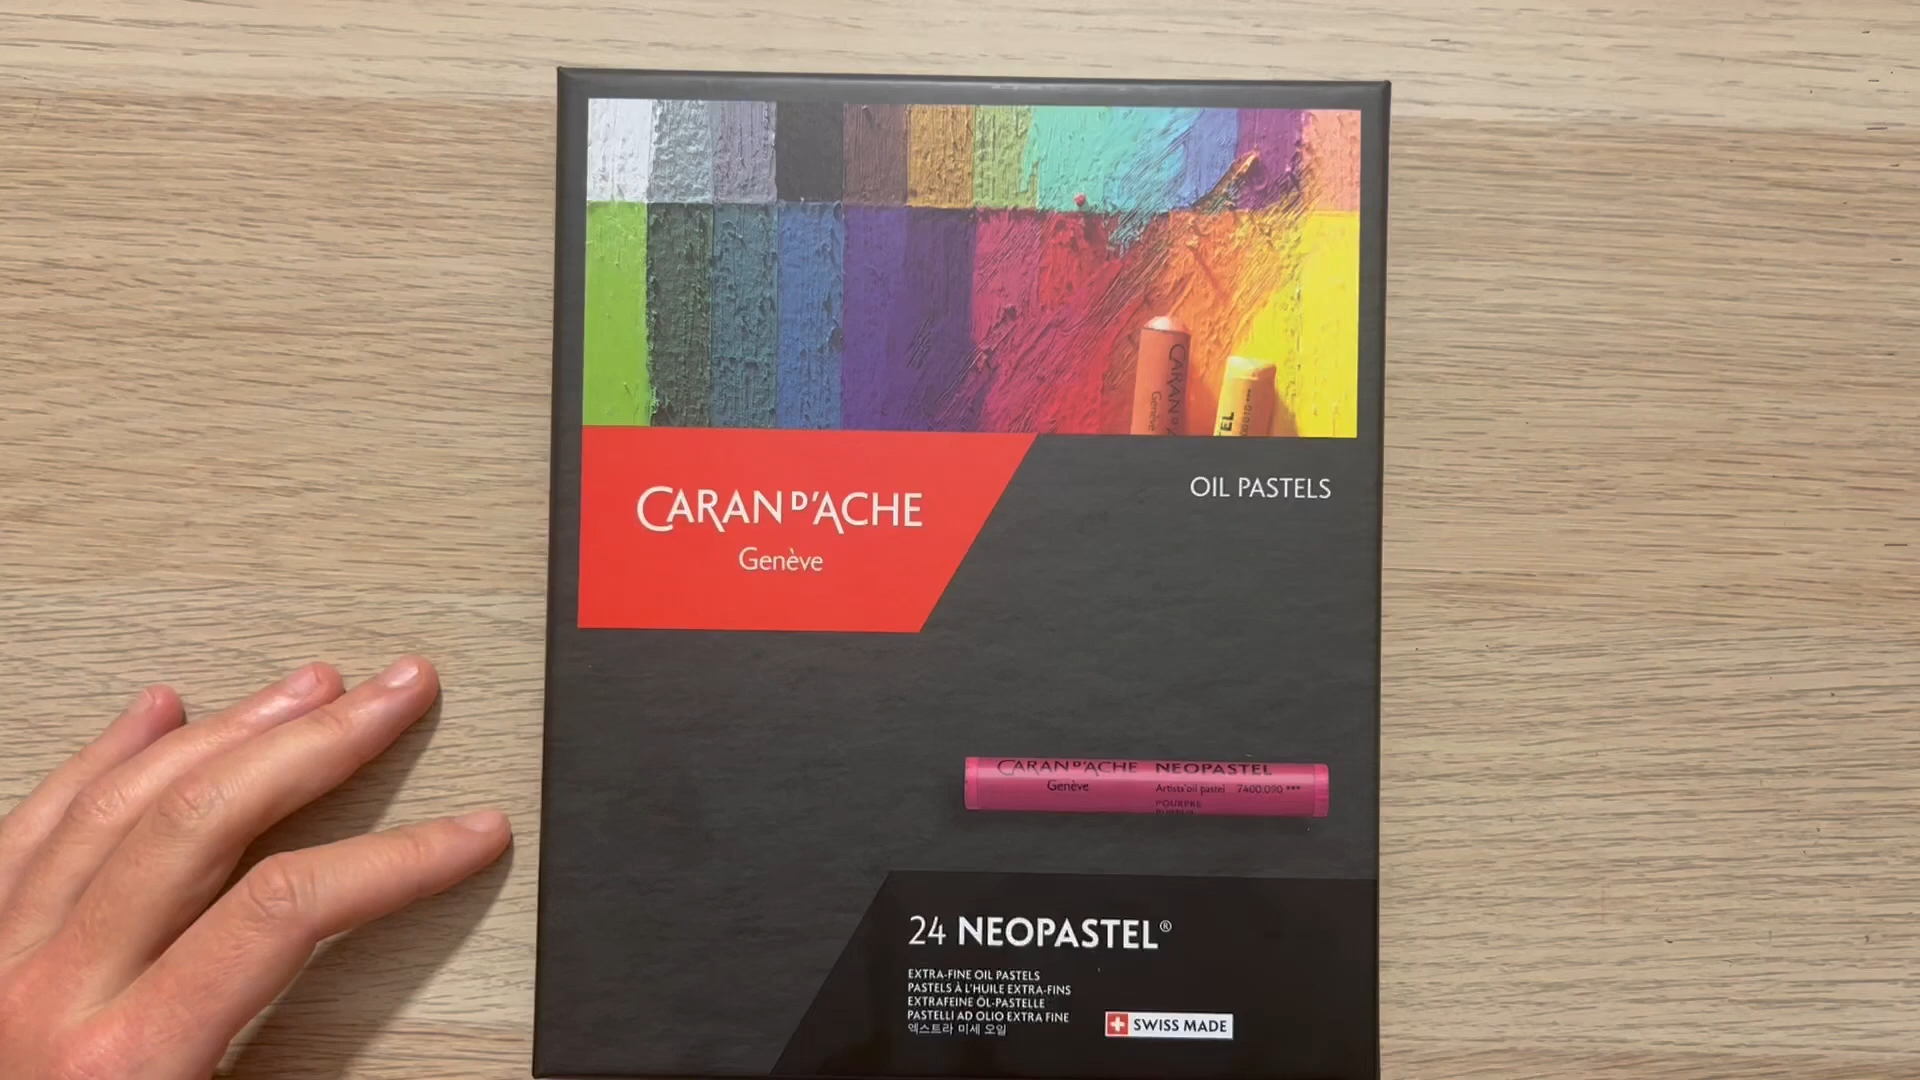 CARAN
Genève
CARAN D'ACHE
Genève
OIL PASTELS
CARAN D'ACHE NEOPASTEL
Genève Artists' oil pastel 7400.090 ***
POURPRE
24 NEOPASTEL®
EXTRA-FINE OIL PASTELS
PASTELS À L'HUILE EXTRA-FINS
EXTRAFEINE ÖL-PASTELLE
PASTELLI AD OLIO EXTRA FINE
엑스트라 미세 오일
SWISS MADE